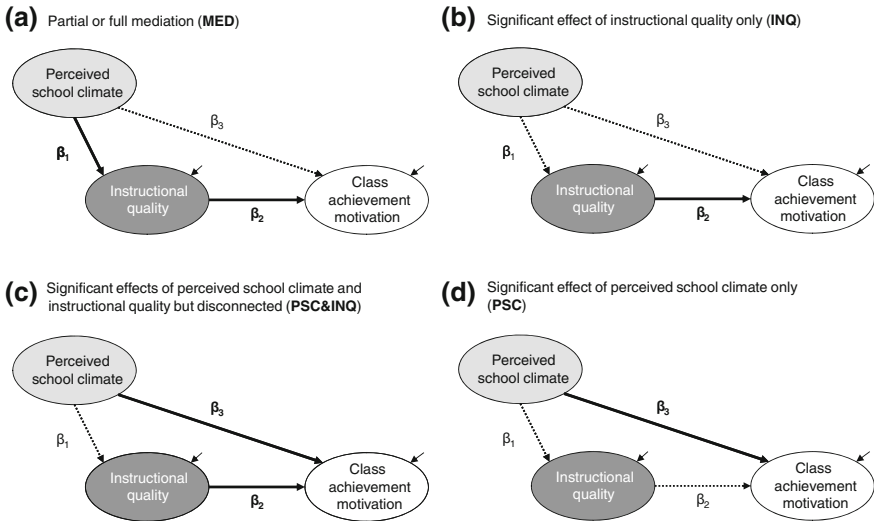 (a) Partial or full mediation (MED)
Perceived
school climate
β3
β1
Instructional
quality
β2
Class
achievement
motivation
(b) Significant effect of instructional quality only (INQ)
Perceived
school climate
β3
β1
Instructional
quality
β2
Class
achievement
motivation
(c) Significant effects of perceived school climate and
instructional quality but disconnected (PSC&INQ)
Perceived
school climate
β3
β1
Instructional
quality
β2
Class
achievement
motivation
(d) Significant effect of perceived school climate only
(PSC)
Perceived
school climate
β3
β1
Instructional
quality
β2
Class
achievement
motivation